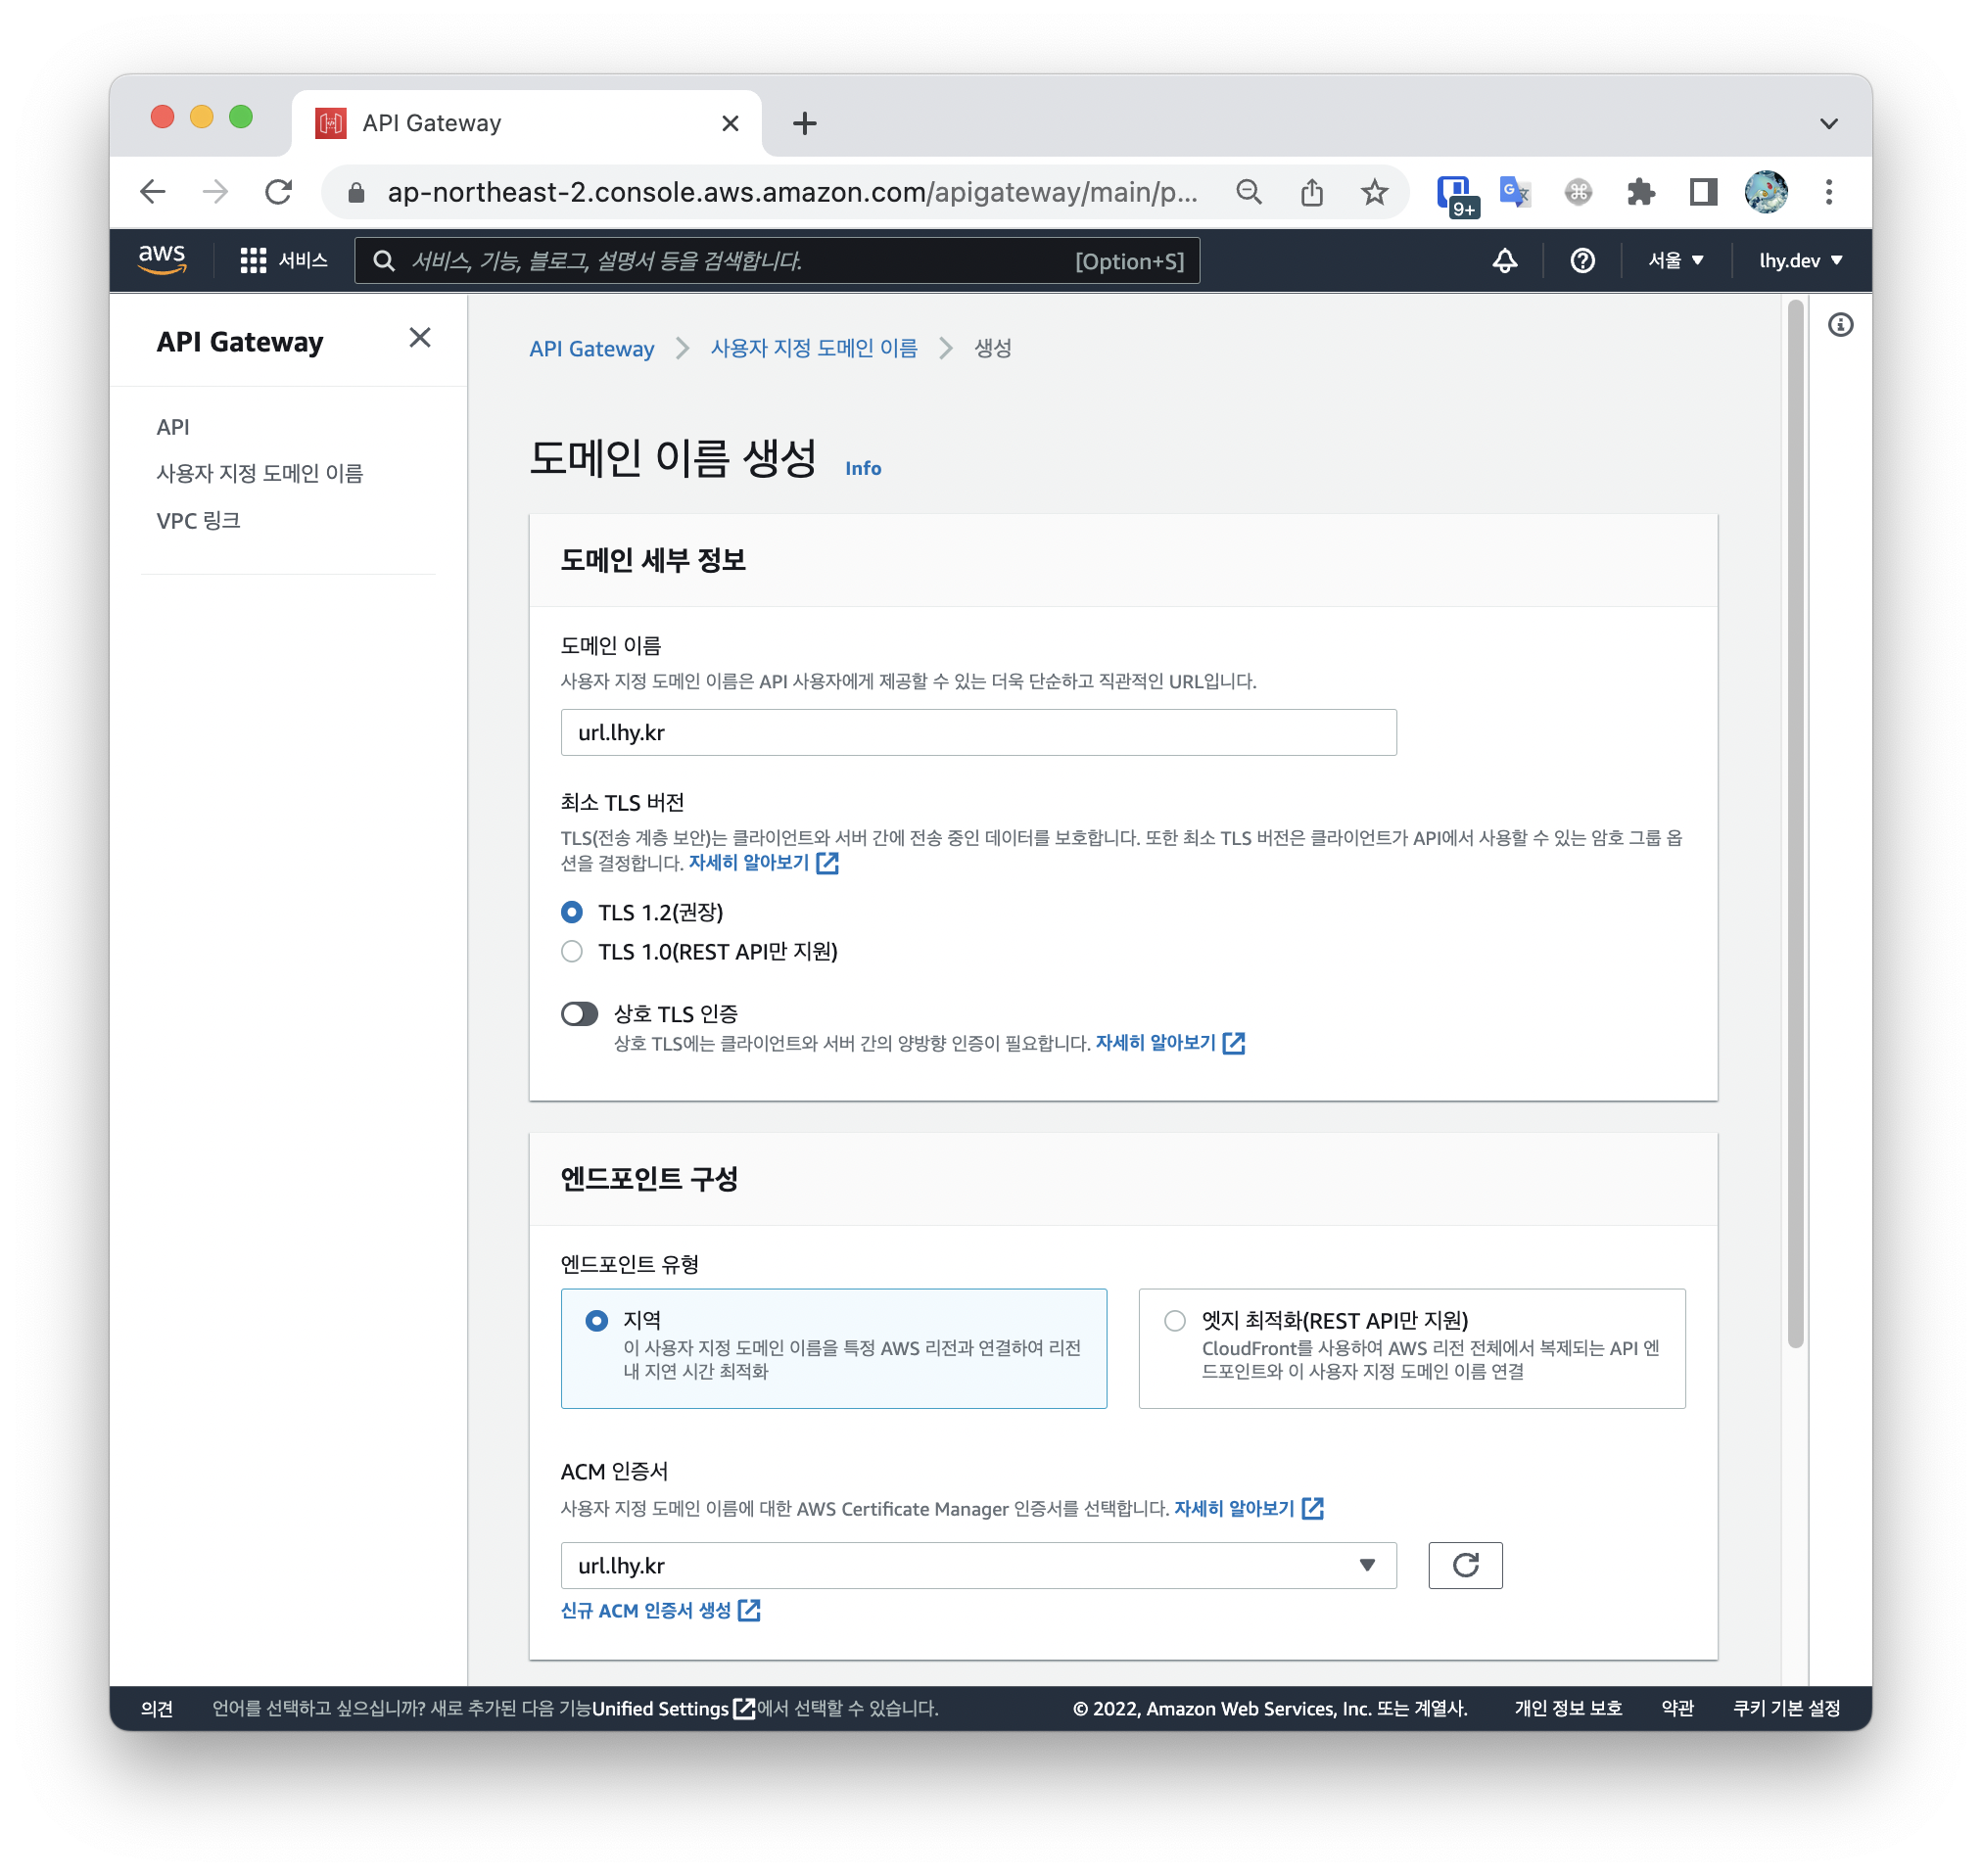 API Gateway
ap-northeast-2.console.aws.amazon.com/apigateway/main/p...
9+
aws
서비스
서비스, 기능, 블로그, 설명서 등을 검색합니다.
[Option+S]
서울
lhy.dev
API Gateway
API
사용자 지정 도메인 이름
VPC 링크
API Gateway
사용자 지정 도메인 이름
생성
도메인 이름 생성
Info
도메인 세부 정보
도메인 이름
사용자 지정 도메인 이름은 API 사용자에게 제공할 수 있는 더욱 단순하고 직관적인 URL입니다.
url.lhy.kr
최소 TLS 버전
TLS(전송 계층 보안)는 클라이언트와 서버 간에 전송 중인 데이터를 보호합니다. 또한 최소 TLS 버전은 클라이언트가 API에서 사용할 수 있는 암호 그룹 옵
션을 결정합니다. 자세히 알아보기
TLS 1.2(권장)
TLS 1.0(REST API만 지원)
상호 TLS 인증
상호 TLS에는 클라이언트와 서버 간의 양방향 인증이 필요합니다. 자세히 알아보기
엔드포인트 구성
엔드포인트 유형
지역
이 사용자 지정 도메인 이름을 특정 AWS 리전과 연결하여 리전
내 지연 시간 최적화
엣지 최적화(REST API만 지원)
CloudFront를 사용하여 AWS 리전 전체에서 복제되는 API 엔
드포인트와 이 사용자 지정 도메인 이름 연결
ACM 인증서
사용자 지정 도메인 이름에 대한 AWS Certificate Manager 인증서를 선택합니다. 자세히 알아보기
url.lhy.kr
신규 ACM 인증서 생성
의견
언어를 선택하고 싶으십니까? 새로 추가된 다음 기능Unified Settings에서 선택할 수 있습니다.
© 2022, Amazon Web Services, Inc. 또는 계열사.
개인 정보 보호
약관
쿠키 기본 설정